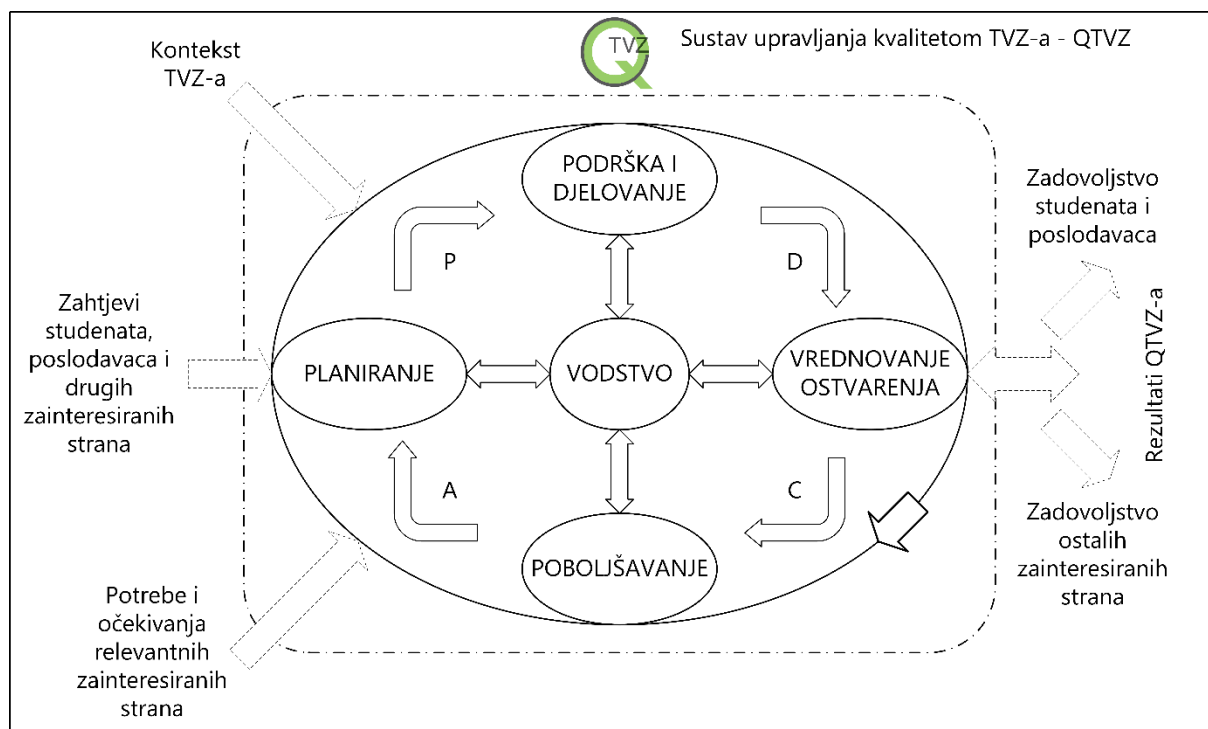 TVZ
Sustav upravljanja kvalitetom TVZ-a - QTVZ
Kontekst
TVZ-a
PODRŠKA I
DJELOVANJE
Zadovoljstvo
studenata i
poslodavaca
P
D
Zahtjevi
studenata,
poslodavaca i
drugih
zainteresiranih
strana
PLANIRANJE
VODSTVO
VREDNOVANJE
OSTVARENJA
Rezultati QTVZ-a
A
C
POBOLJŠAVANJE
Zadovoljstvo
ostalih
zainteresiranih
strana
Potrebe i
očekivanja
relevantnih
zainteresiranih
strana